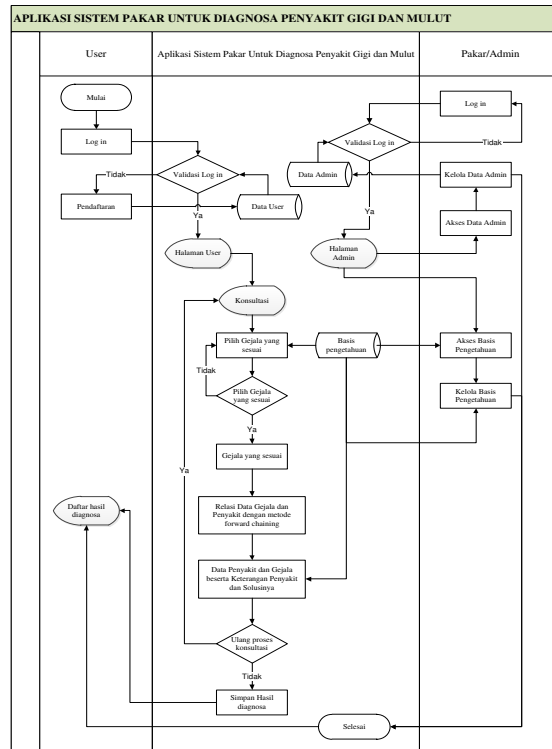 APLIKASI SISTEM PAKAR UNTUK DIAGNOSA PENYAKIT GIGI DAN MULUT
User
Aplikasi Sistem Pakar Untuk Diagnosa Penyakit Gigi dan Mulut
Pakar/Admin
Mulai
Log in
Log in
Validasi Log in
Tidak
Validasi Log in
Tidak
Data Admin
Kelola Data Admin
Pendaftaran
Data User
Ya
Ya
Akses Data Admin
Halaman User
Halaman
Admin
Konsultasi
Pilih Gejala yang
sesuai
Basis
pengetahuan
Akses Basis
Pengetahuan
Tidak
Pilih Gejala
yang sesuai
Kelola Basis
Pengetahuan
Ya
Gejala yang sesuai
Ya
Daftar hasil
diagnosa
Relasi Data Gejala dan
Penyakit dengan metode
forward chaining
Data Penyakit dan Gejala
beserta Keterangan Penyakit
dan Solusinya
Ulang proses
konsultasi
Tidak
Simpan Hasil
diagnosa
Selesai